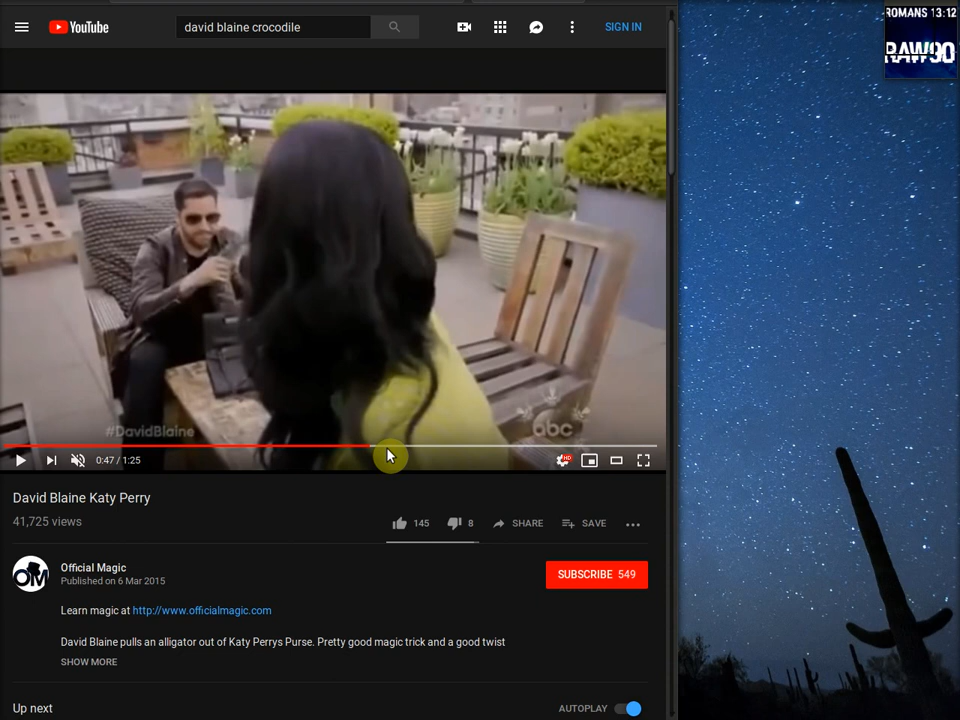 YouTube
david blaine crocodile
SIGN IN
ROMANS 13:12
RAW90
#DavidBlaine
abc
0:47 / 1:25
HD
David Blaine Katy Perry
41,725 views
145
8
SHARE
SAVE
OM
Official Magic
Published on 6 Mar 2015
SUBSCRIBE 549
Learn magic at http://www.officialmagic.com
David Blaine pulls an alligator out of Katy Perrys Purse. Pretty good magic trick and a good twist
SHOW MORE
Up next
AUTOPLAY